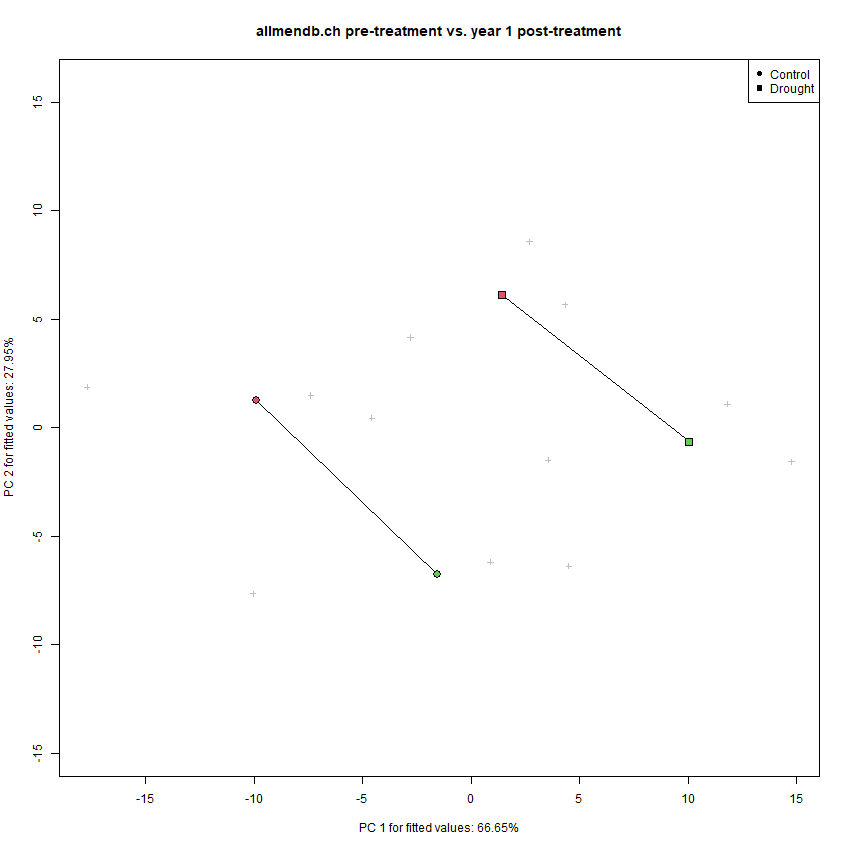 allmendb.ch pre-treatment vs. year 1 post-treatment
Control
Drought
15
10
5
0
-5
-10
-15
PC 2 for fitted values: 27.95%
-15
-10
-5
0
5
10
15
PC 1 for fitted values: 66.65%